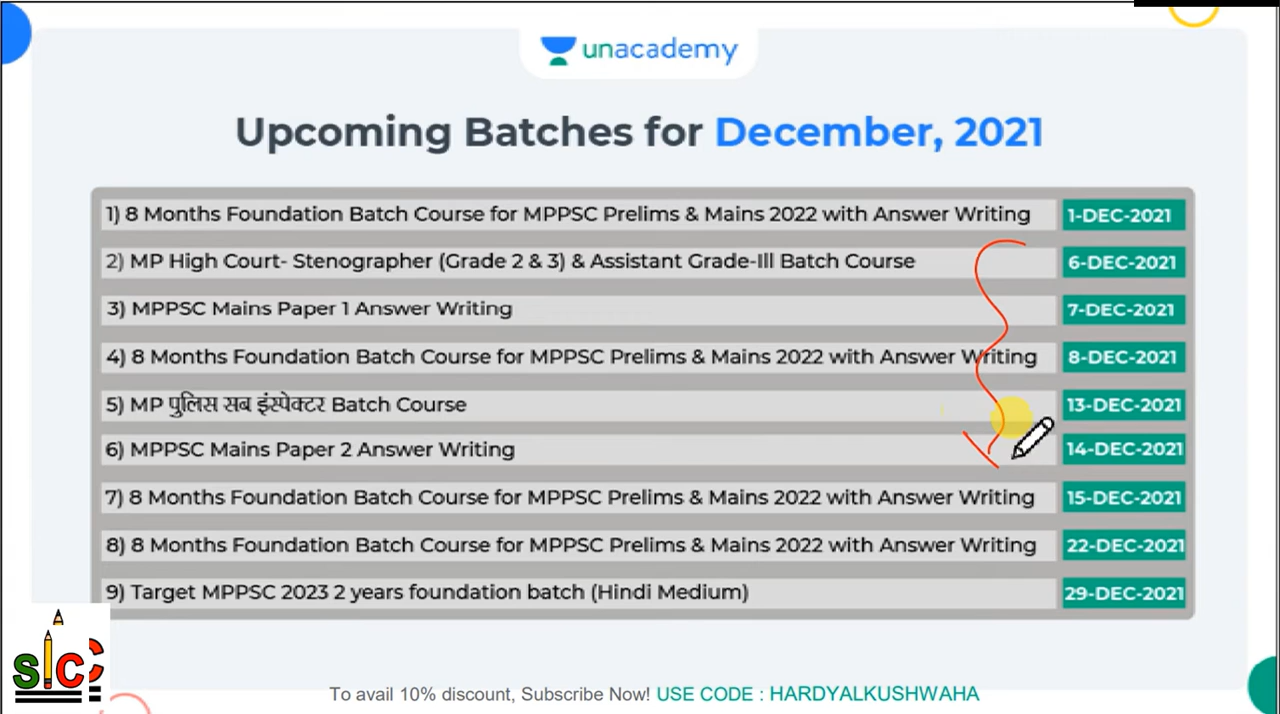 unacademy
Upcoming Batches for December, 2021
1) 8 Months Foundation Batch Course for MPPSC Prelims & Mains 2022 with Answer Writing 1-DEC-2021
2) MP High Court- Stenographer (Grade 2 & 3) & Assistant Grade-Ill Batch Course 6-DEC-2021
3) MPPSC Mains Paper 1 Answer Writing 7-DEC-2021
4) 8 Months Foundation Batch Course for MPPSC Prelims & Mains 2022 with Answer Writing 8-DEC-2021
5) MP पुलिस सब इंस्पेक्टर Batch Course 13-DEC-2021
6) MPPSC Mains Paper 2 Answer Writing 14-DEC-2021
7) 8 Months Foundation Batch Course for MPPSC Prelims & Mains 2022 with Answer Writing 15-DEC-2021
8) 8 Months Foundation Batch Course for MPPSC Prelims & Mains 2022 with Answer Writing 22-DEC-2021
9) Target MPPSC 2023 2 years foundation batch (Hindi Medium) 29-DEC-2021
SIC
To avail 10% discount, Subscribe Now! USE CODE : HARDYALKUSHWAHA